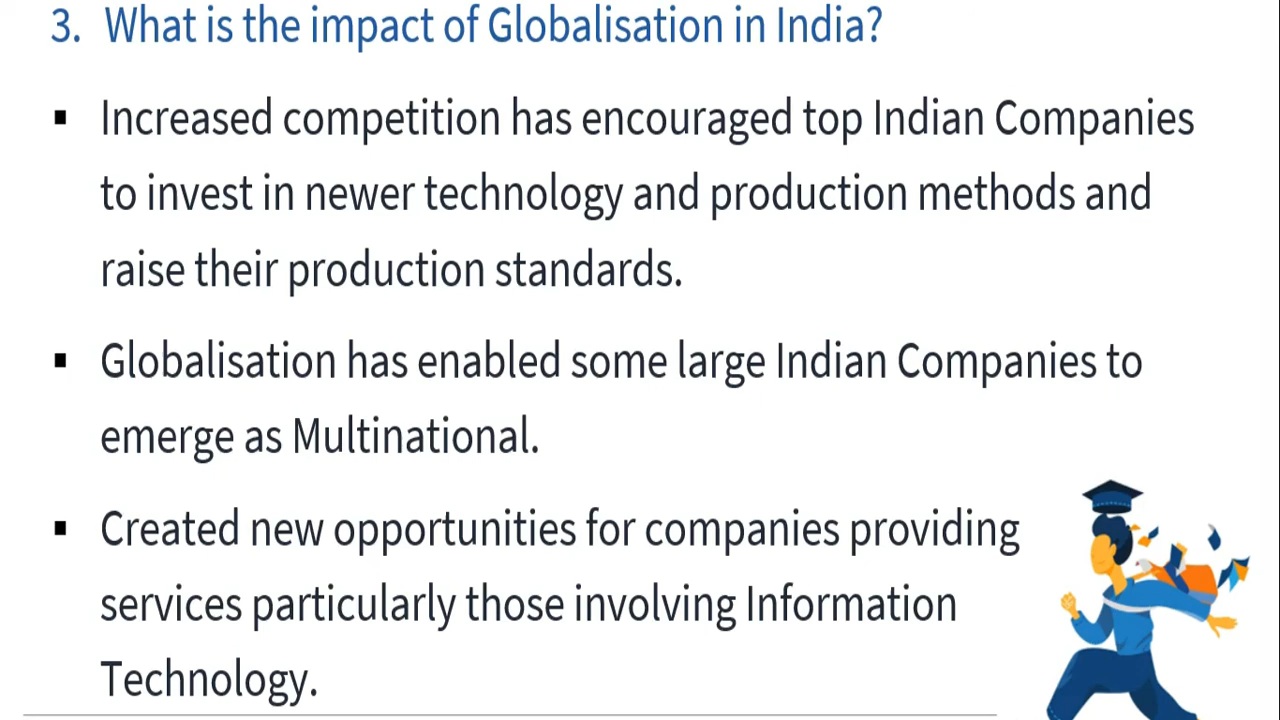 3. What is the impact of Globalisation in India?
▪ Increased competition has encouraged top Indian Companies
to invest in newer technology and production methods and
raise their production standards.
▪ Globalisation has enabled some large Indian Companies to
emerge as Multinational.
▪ Created new opportunities for companies providing
services particularly those involving Information
Technology.